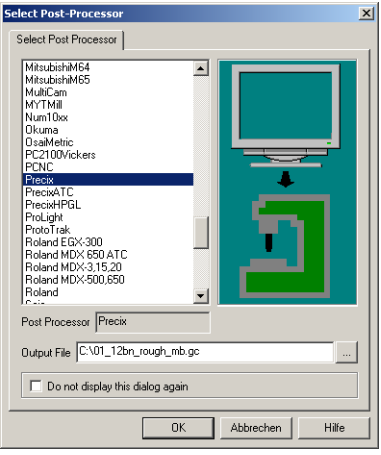 Select Post-Processor
Select Post Processor
MitsubishiM64
MitsubishiM65
MultiCam
MYTMill
Num10xx
Okuma
OsaiMetric
PC2100Vickers
PCNC
Precix
PrecixATC
PrecixHPGL
ProLight
ProtoTrak
Roland EGX-300
Roland MDX 650 ATC
Roland MDX-3,15,20
Roland MDX-500,650
Roland
Post Processor Precix
Output File C:\01_12bn_rough_mb.gc ...
Do not display this dialog again
OK Abbrechen Hilfe